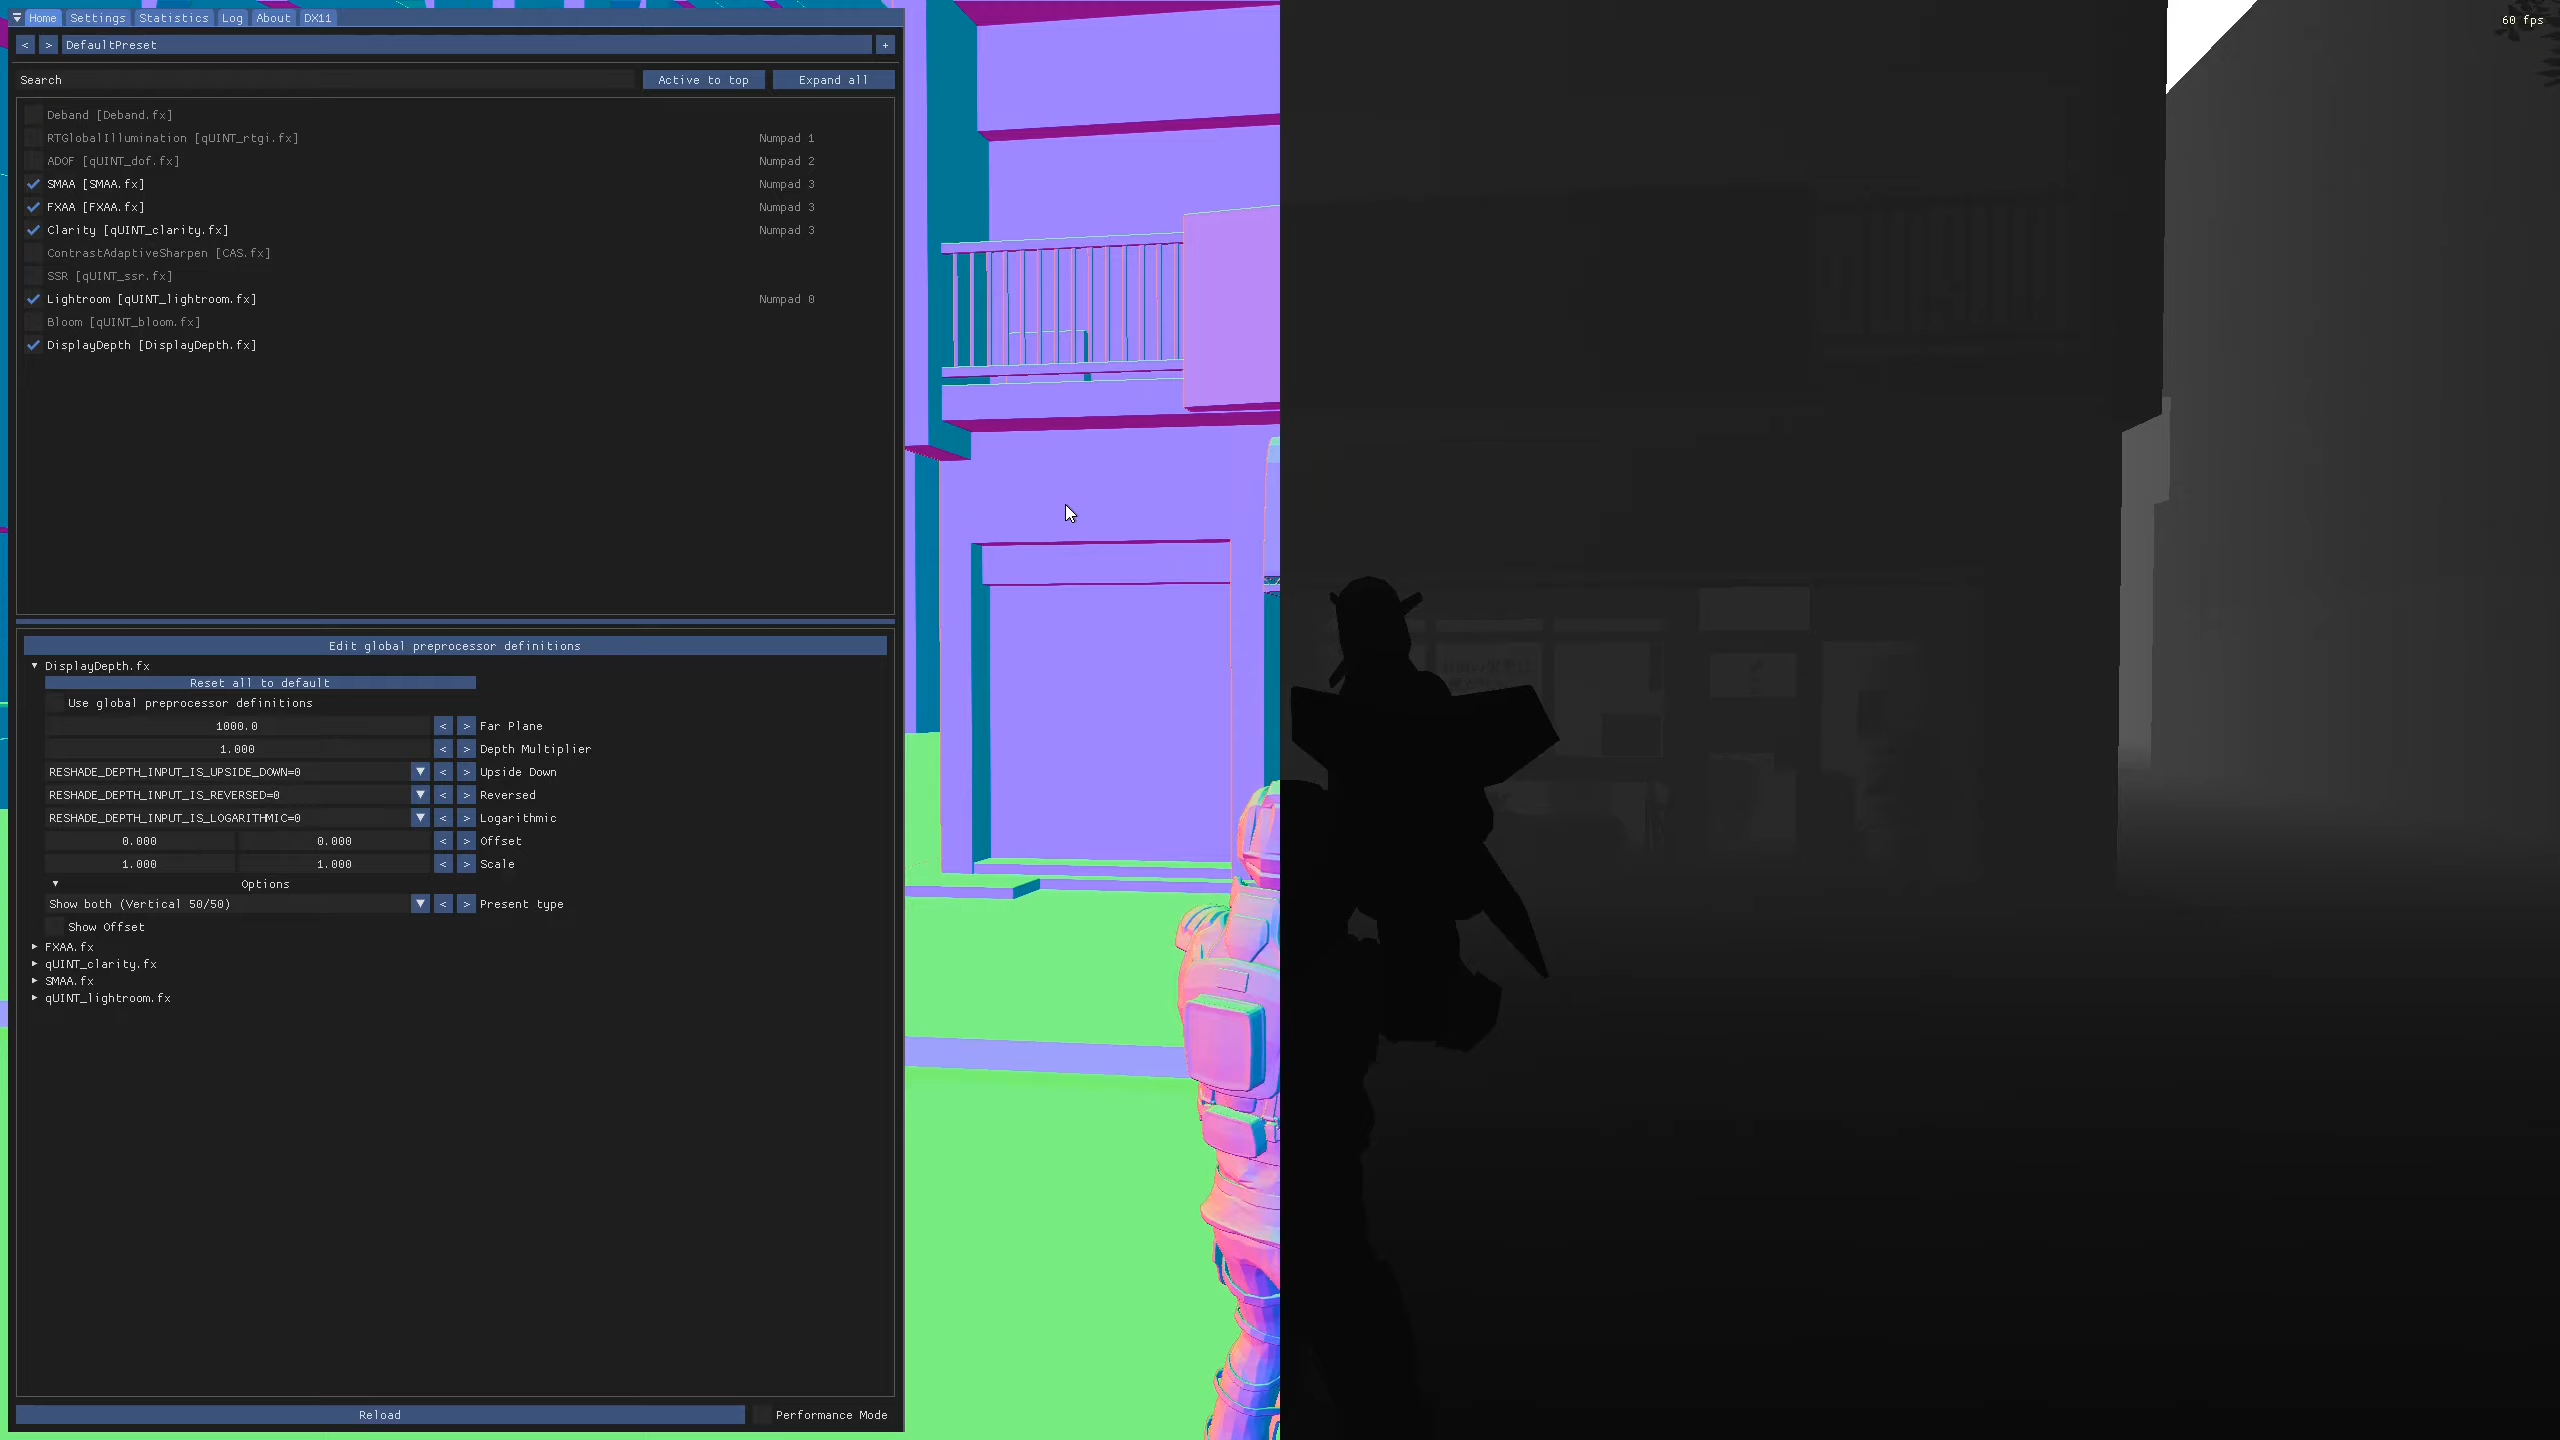 Home Settings Statistics Log About DX11
60 fps
< > DefaultPreset +
Search Active to top Expand all
Deband [Deband.fx]
RTGlobalIllumination [qUINT_rtgi.fx] Numpad 1
ADOF [qUINT_dof.fx] Numpad 2
SMAA [SMAA.fx] Numpad 3
FXAA [FXAA.fx] Numpad 3
Clarity [qUINT_clarity.fx] Numpad 3
ContrastAdaptiveSharpen [CAS.fx]
SSR [qUINT_ssr.fx]
Lightroom [qUINT_lightroom.fx] Numpad 0
Bloom [qUINT_bloom.fx]
DisplayDepth [DisplayDepth.fx]
Edit global preprocessor definitions
DisplayDepth.fx
Reset all to default
Use global preprocessor definitions
1000.0 < > Far Plane
1.000 < > Depth Multiplier
RESHADE_DEPTH_INPUT_IS_UPSIDE_DOWN=0 < > Upside Down
RESHADE_DEPTH_INPUT_IS_REVERSED=0 < > Reversed
RESHADE_DEPTH_INPUT_IS_LOGARITHMIC=0 < > Logarithmic
0.000 0.000 < > Offset
1.000 1.000 < > Scale
Options
Show both (Vertical 50/50) < > Present type
Show Offset
FXAA.fx
qUINT_clarity.fx
SMAA.fx
qUINT_lightroom.fx
Reload Performance Mode